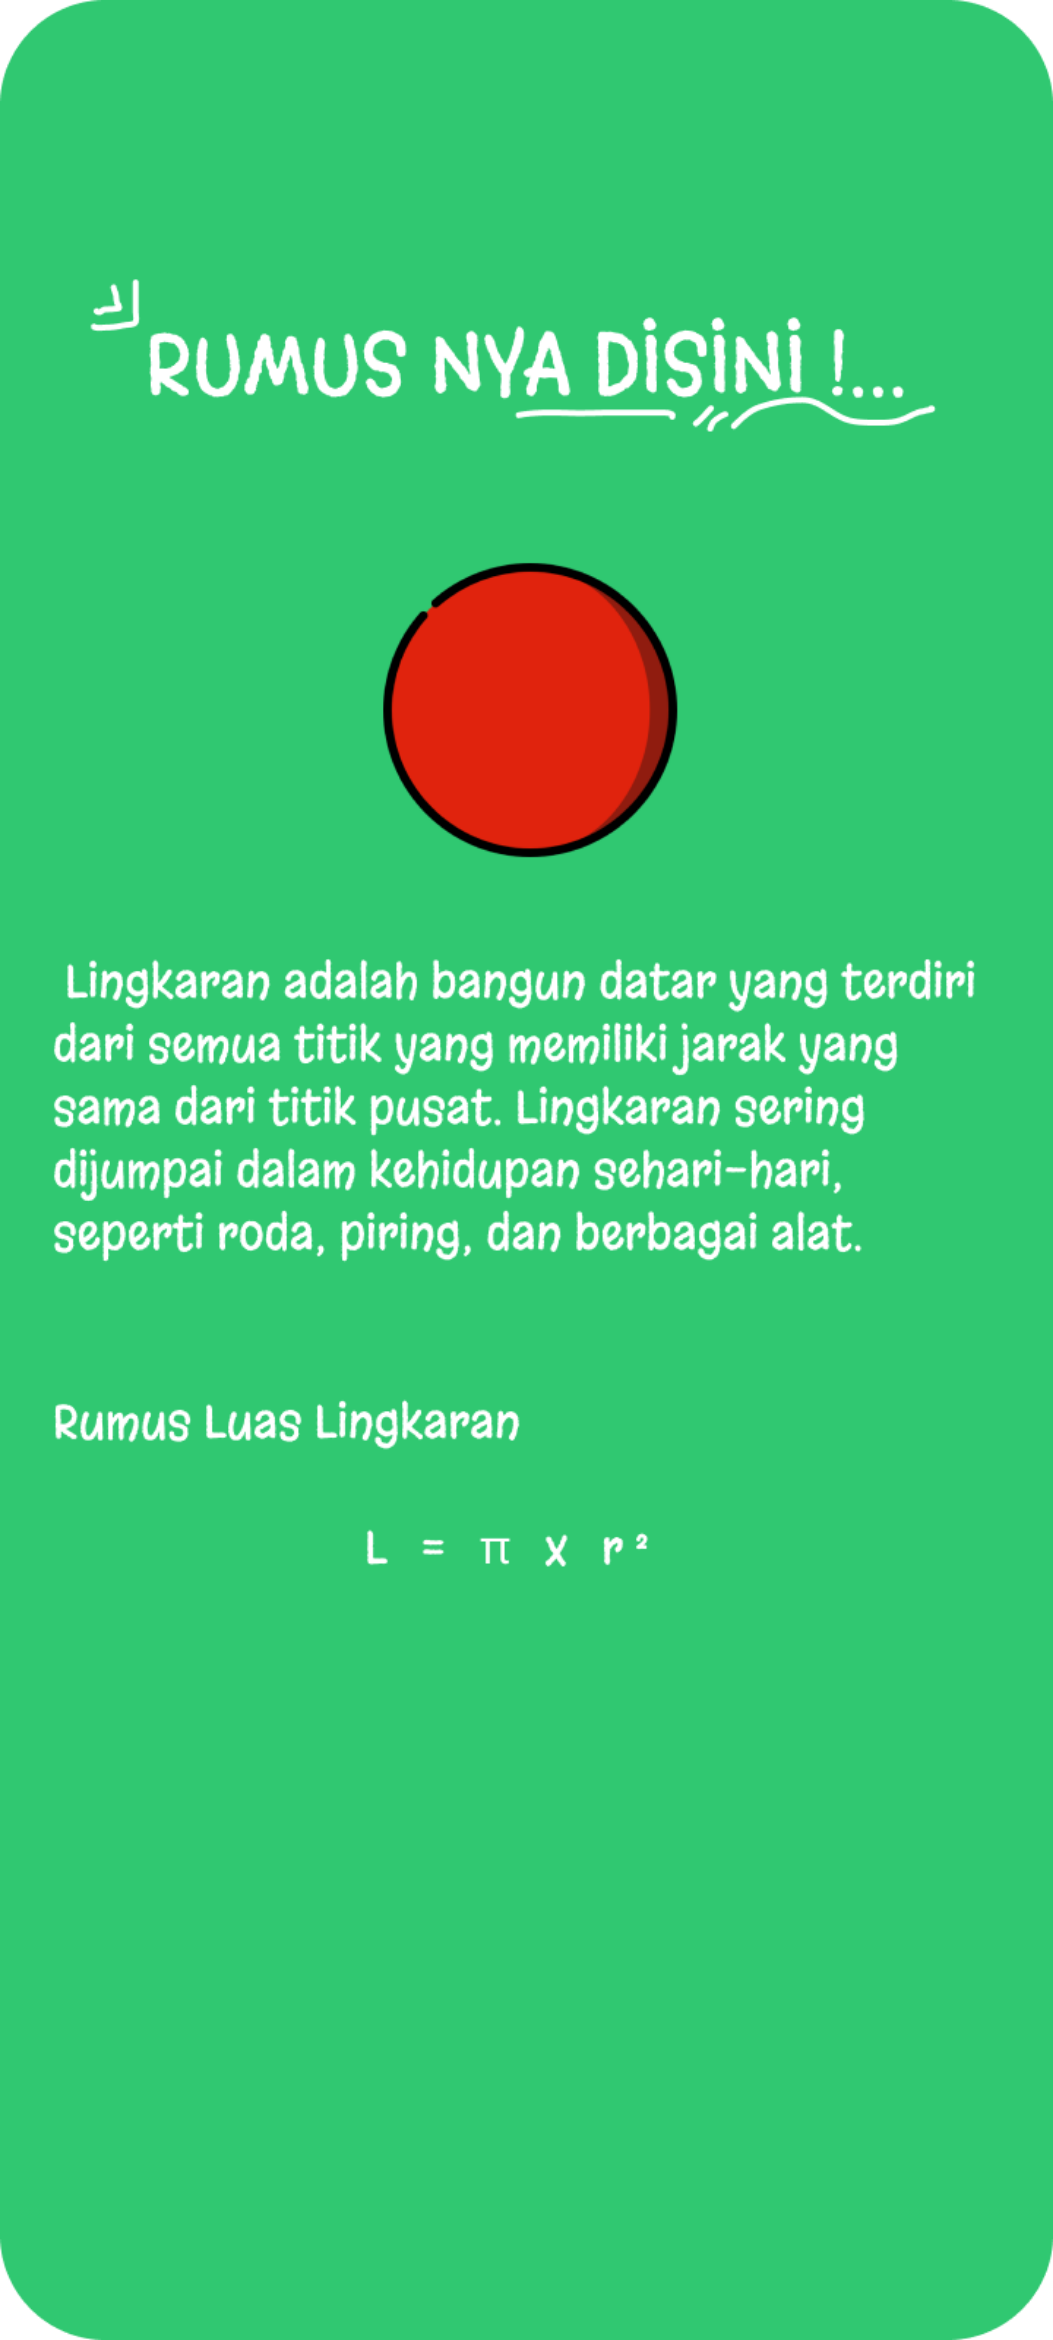 RUMUS NYA DISINI !...
Lingkaran adalah bangun datar yang terdiri
dari semua titik yang memiliki jarak yang
sama dari titik pusat. Lingkaran sering
dijumpai dalam kehidupan sehari-hari,
seperti roda, piring, dan berbagai alat.
Rumus Luas Lingkaran
L = π x r²